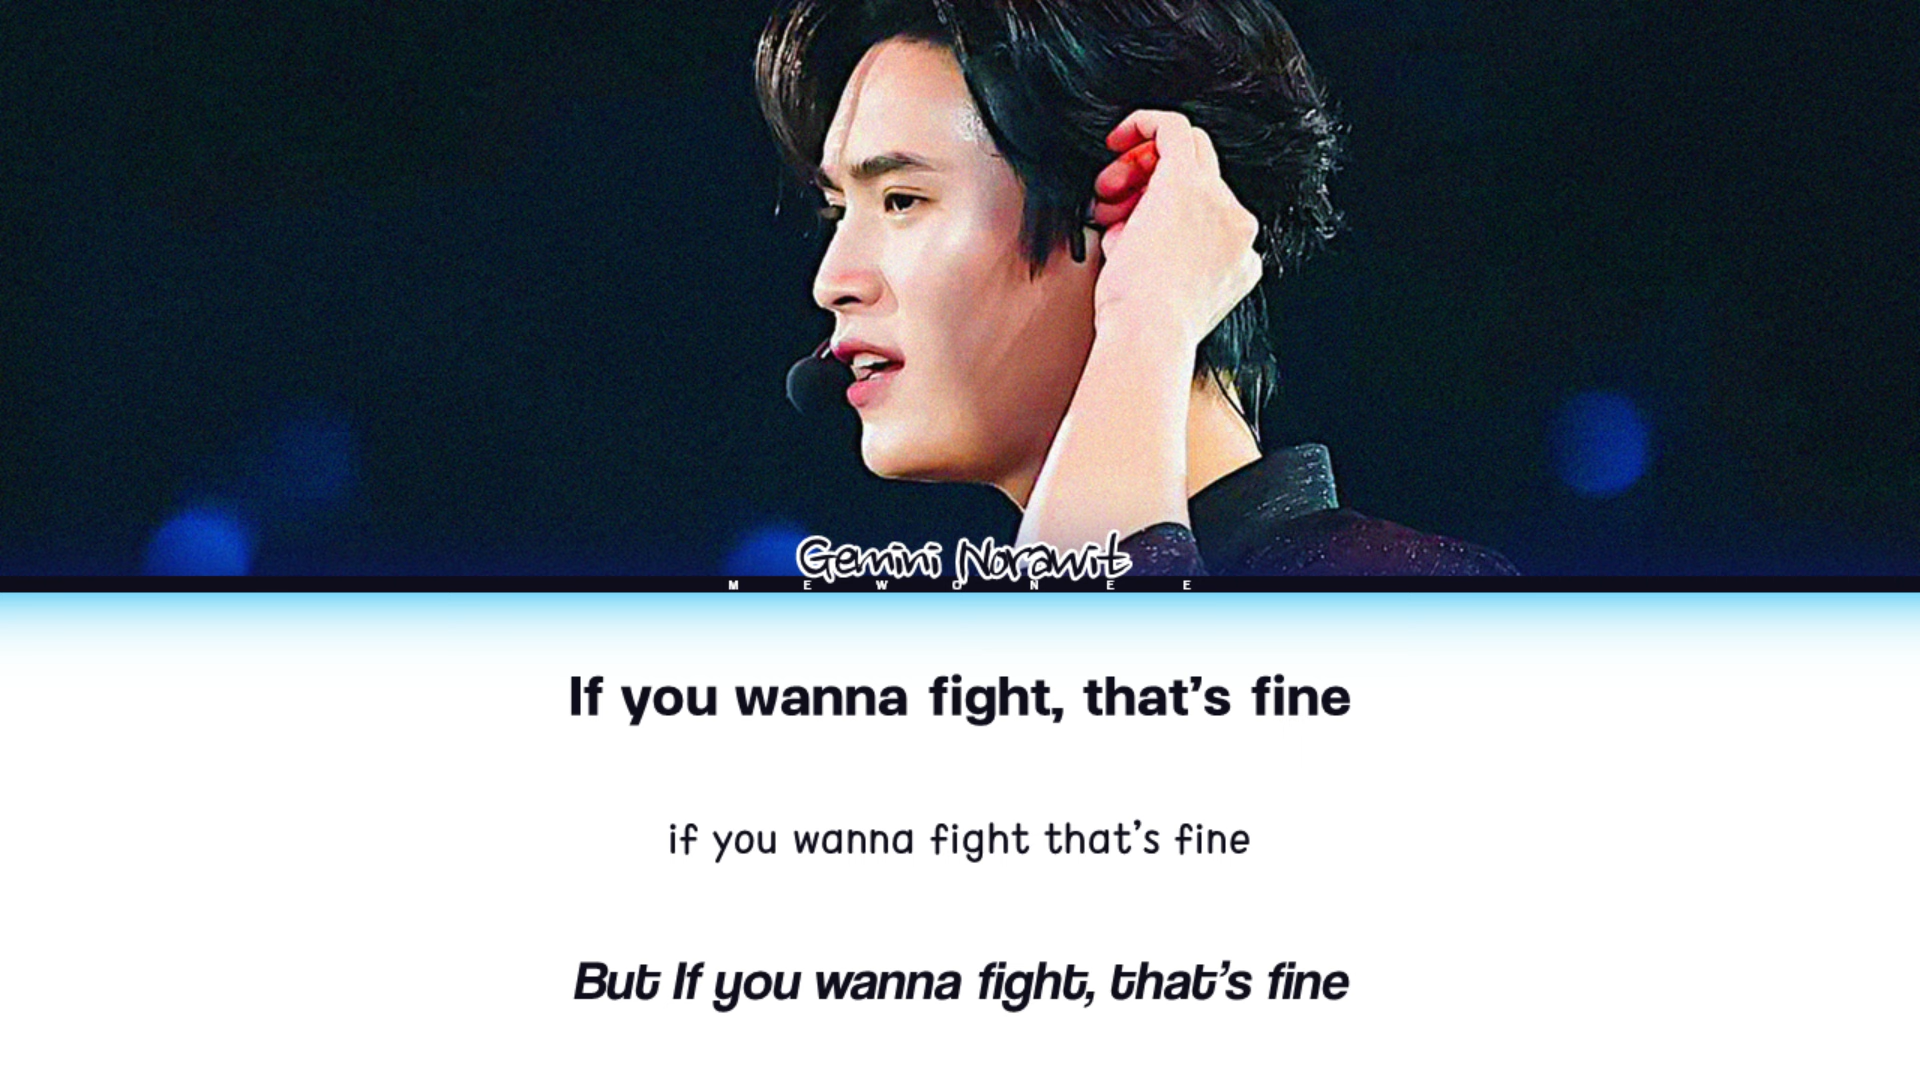 Gemini Norawit
MEWONEE
If you wanna fight, that’s fine
if you wanna fight that’s fine
But If you wanna fight, that’s fine